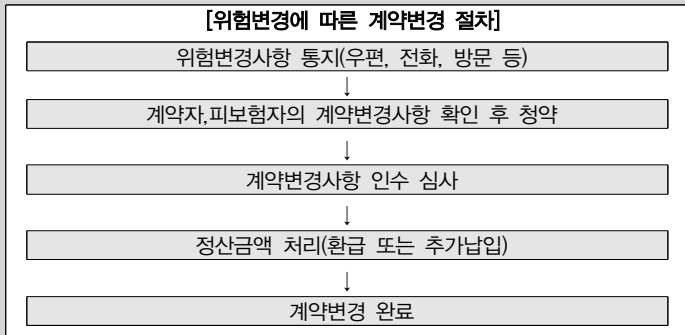 [위험변경에 따른 계약변경 절차]
위험변경사항 통지(우편, 전화, 방문 등)
↓
계약자,피보험자의 계약변경사항 확인 후 청약
↓
계약변경사항 인수 심사
↓
정산금액 처리(환급 또는 추가납입)
↓
계약변경 완료